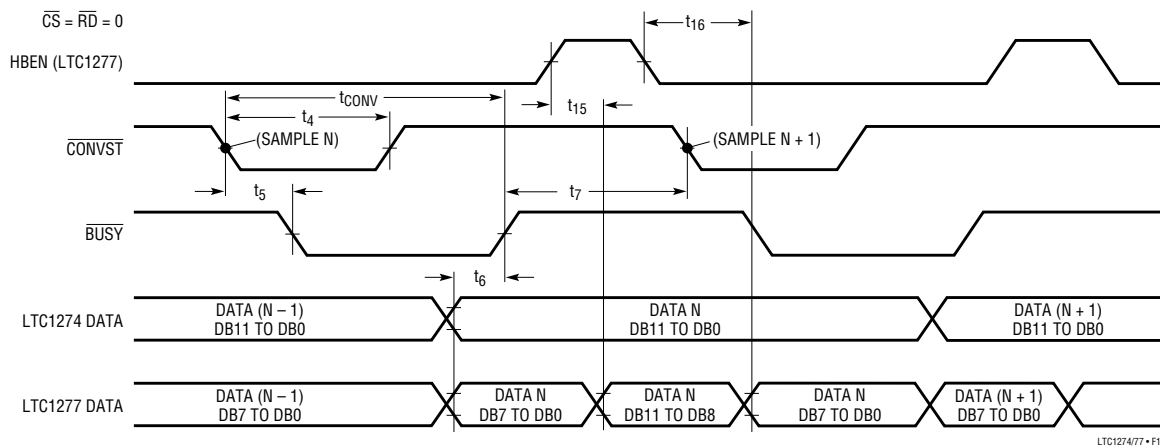 CS = RD = 0
HBEN (LTC1277)
t16
tCONV
t15
t4
CONVST
(SAMPLE N)
(SAMPLE N + 1)
t5
t7
BUSY
t6
LTC1274 DATA
DATA (N – 1)
DB11 TO DB0
DATA N
DB11 TO DB0
DATA (N + 1)
DB11 TO DB0
LTC1277 DATA
DATA (N – 1)
DB7 TO DB0
DATA N
DB7 TO DB0
DATA N
DB11 TO DB8
DATA N
DB7 TO DB0
DATA (N + 1)
DB7 TO DB0
LTC1274/77 • F1